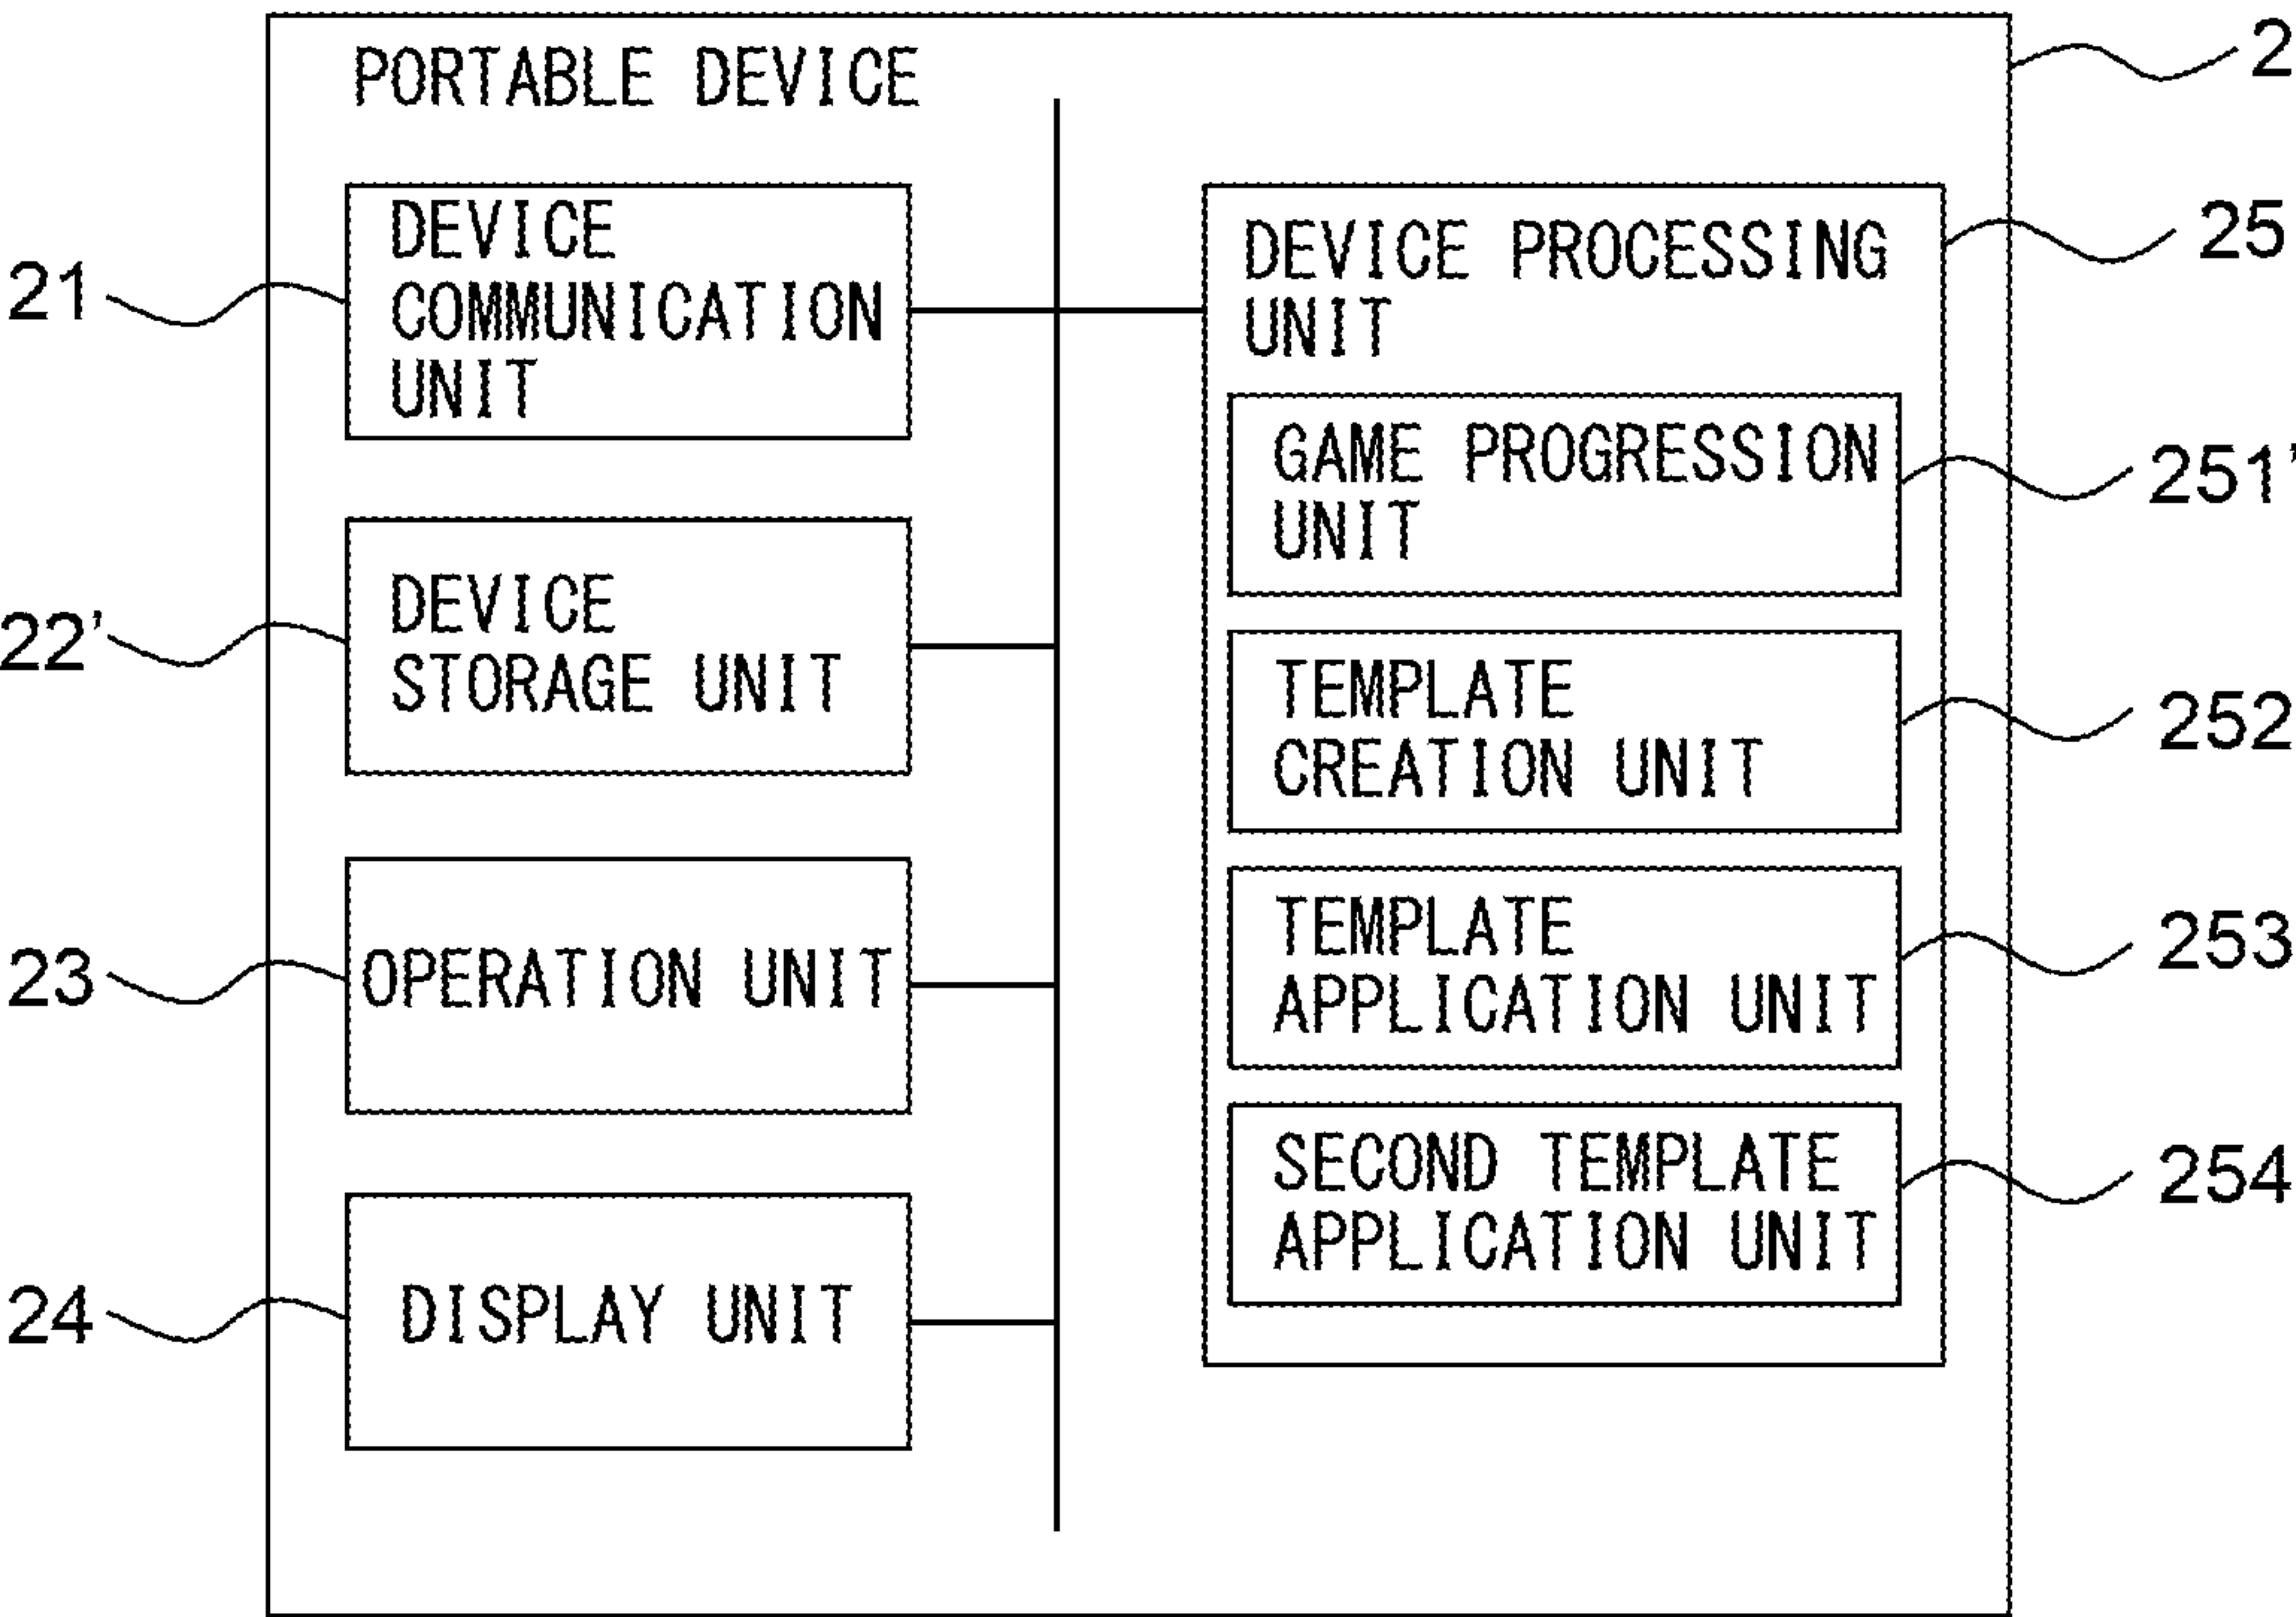 PORTABLE DEVICE
2
21
DEVICE
COMMUNICATION
UNIT
22'
DEVICE
STORAGE UNIT
23
OPERATION UNIT
24
DISPLAY UNIT
DEVICE PROCESSING
UNIT
25
GAME PROGRESSION
UNIT
251'
TEMPLATE
CREATION UNIT
252
TEMPLATE
APPLICATION UNIT
253
SECOND TEMPLATE
APPLICATION UNIT
254